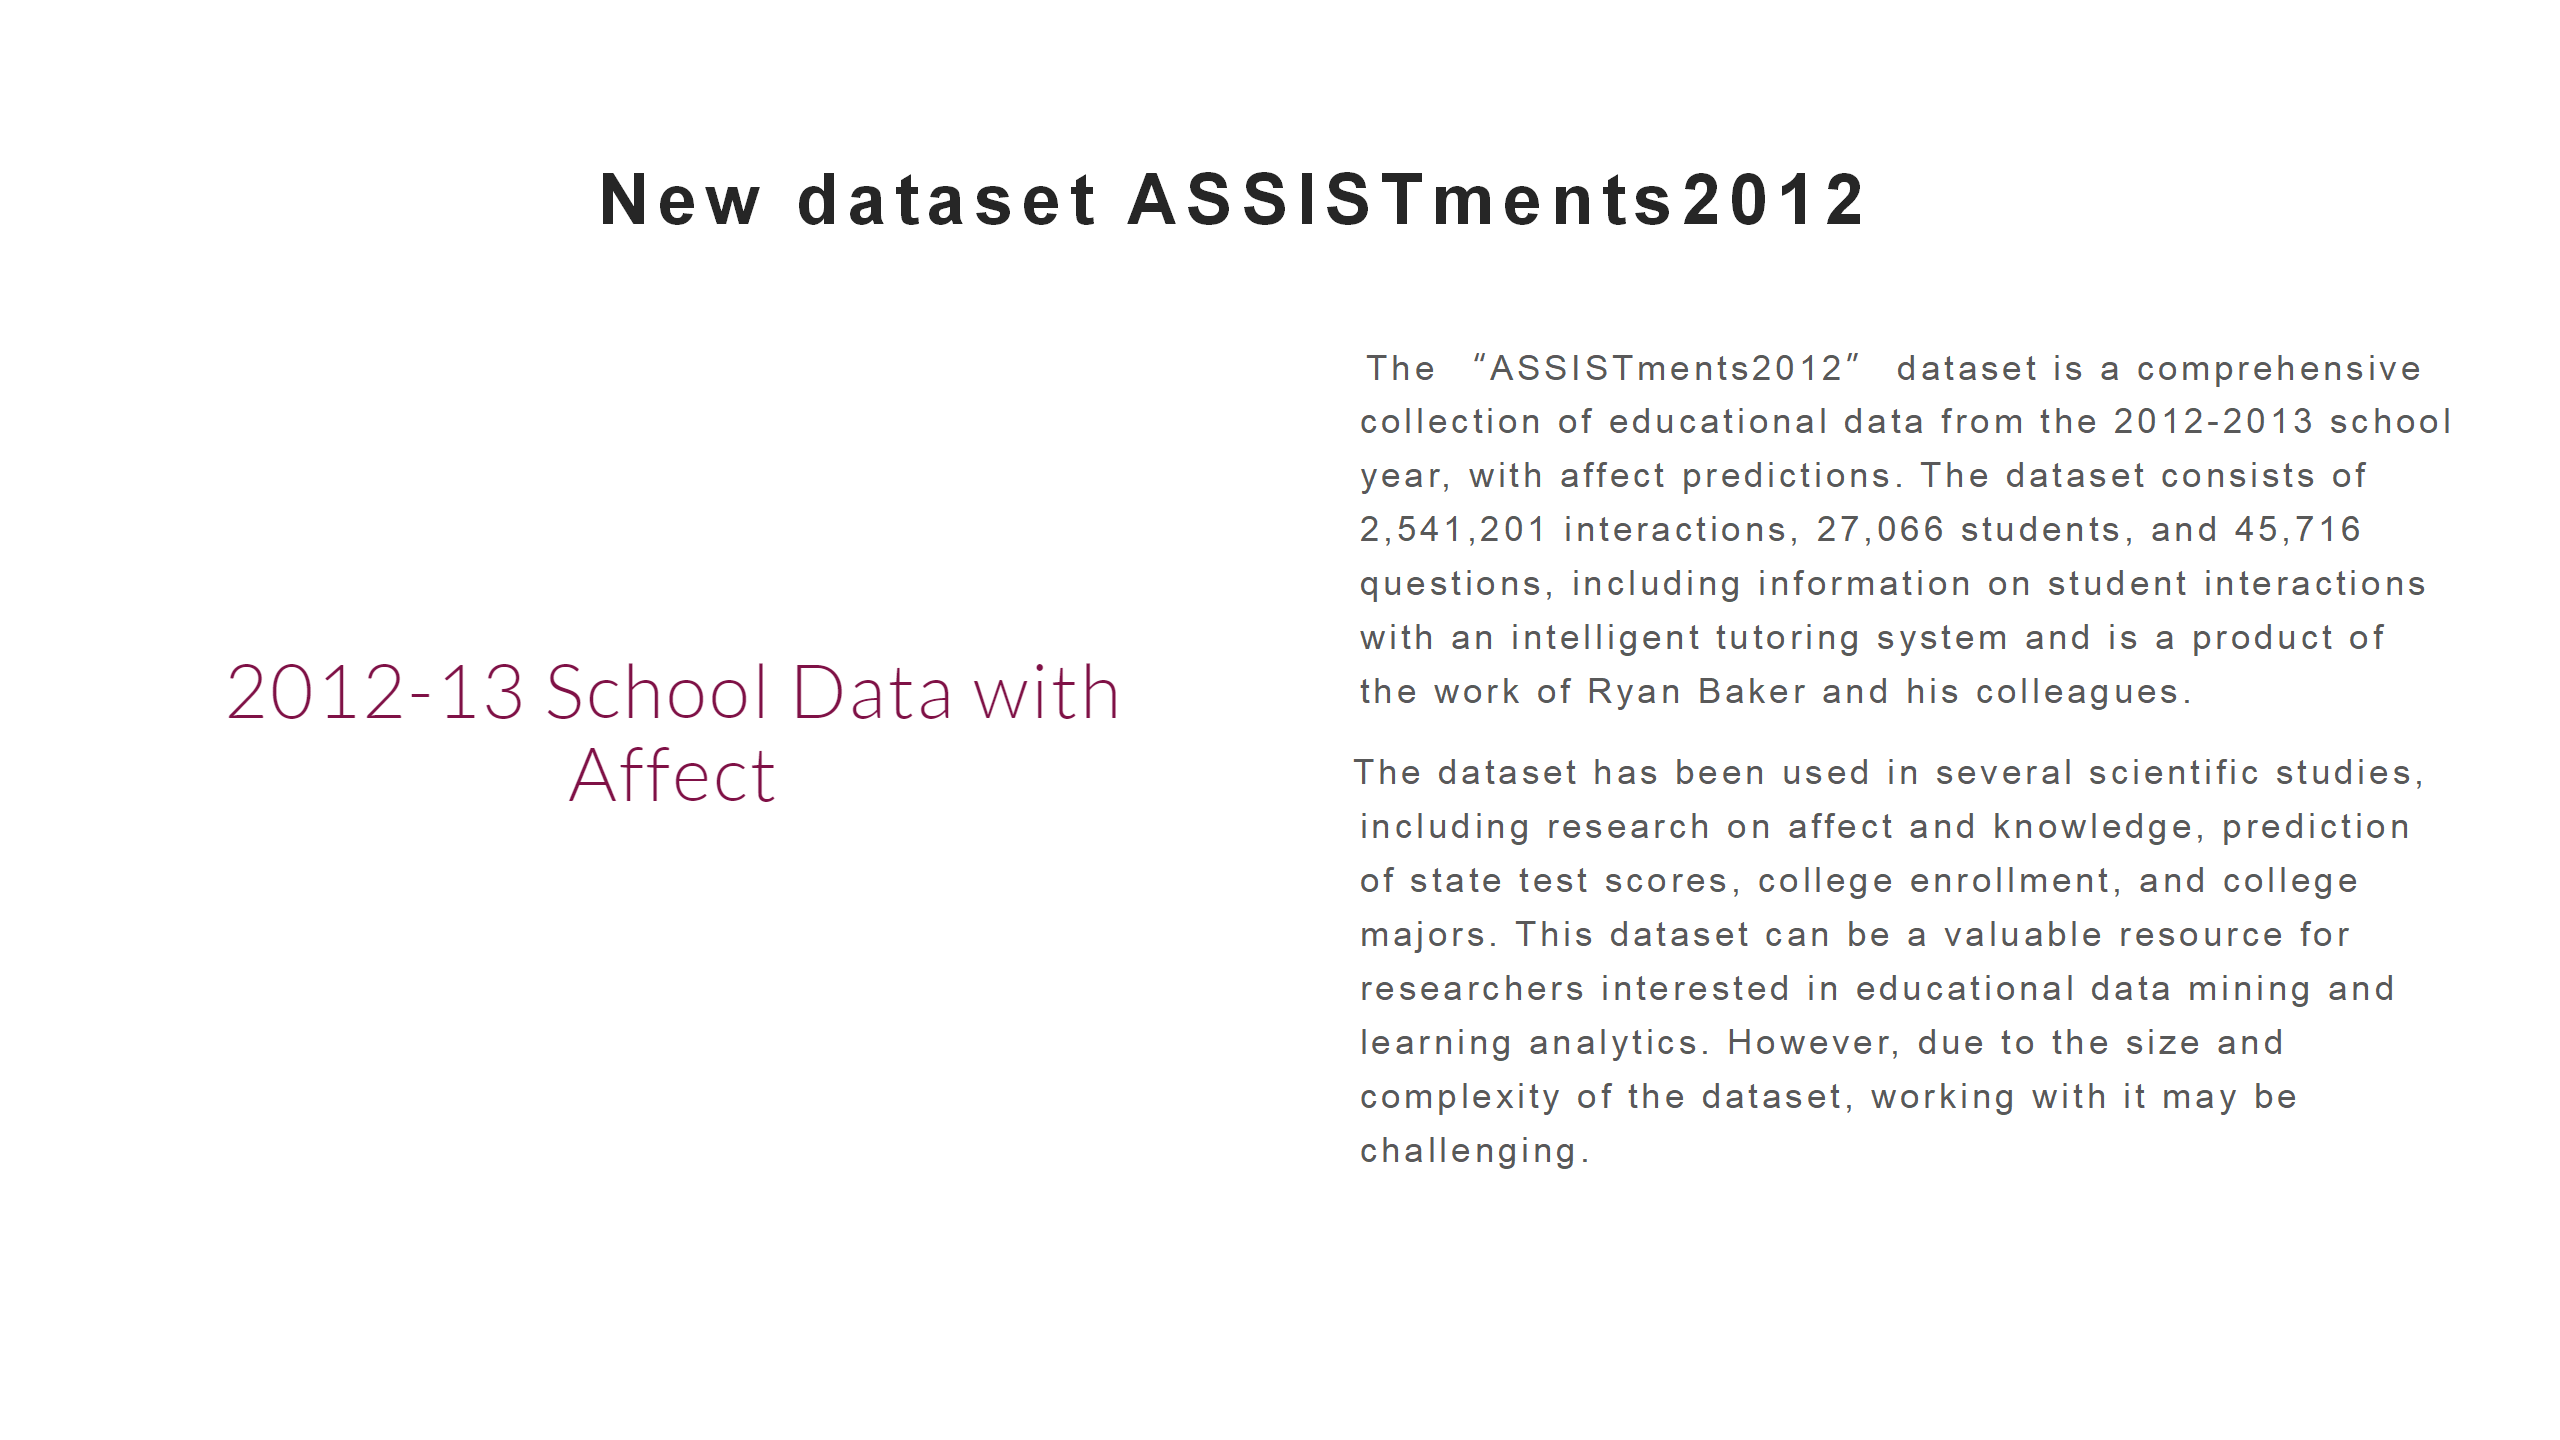 New dataset ASSISTments2012
2012-13 School Data with
Affect
The “ASSISTments2012” dataset is a comprehensive
collection of educational data from the 2012-2013 school
year, with affect predictions. The dataset consists of
2,541,201 interactions, 27,066 students, and 45,716
questions, including information on student interactions
with an intelligent tutoring system and is a product of
the work of Ryan Baker and his colleagues.
The dataset has been used in several scientific studies,
including research on affect and knowledge, prediction
of state test scores, college enrollment, and college
majors. This dataset can be a valuable resource for
researchers interested in educational data mining and
learning analytics. However, due to the size and
complexity of the dataset, working with it may be
challenging.